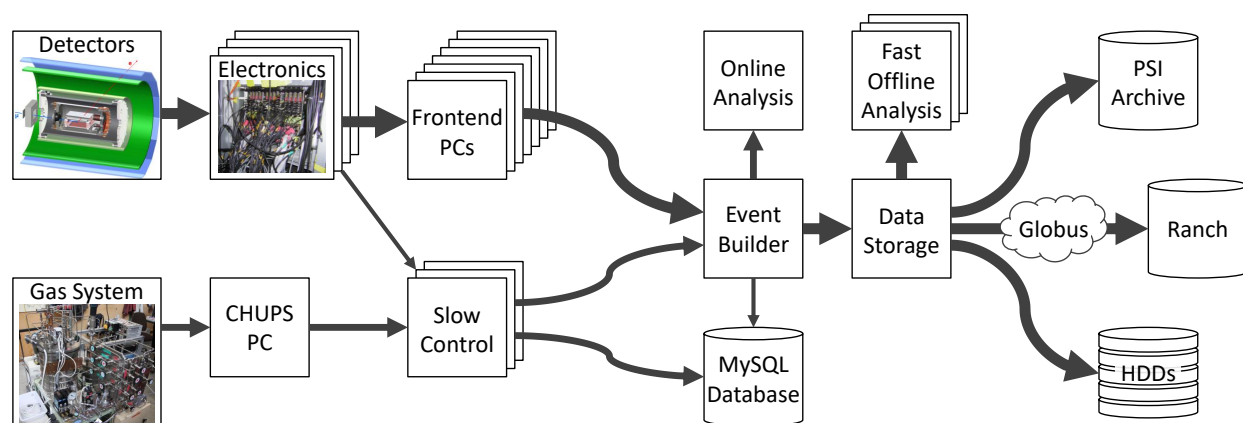 Detectors
Electronics
Frontend
PCs
Online
Analysis
Fast
Offline
Analysis
PSI
Archive
Event
Builder
Data
Storage
Globus
Ranch
Gas System
CHUPS
PC
Slow
Control
MySQL
Database
HDDs